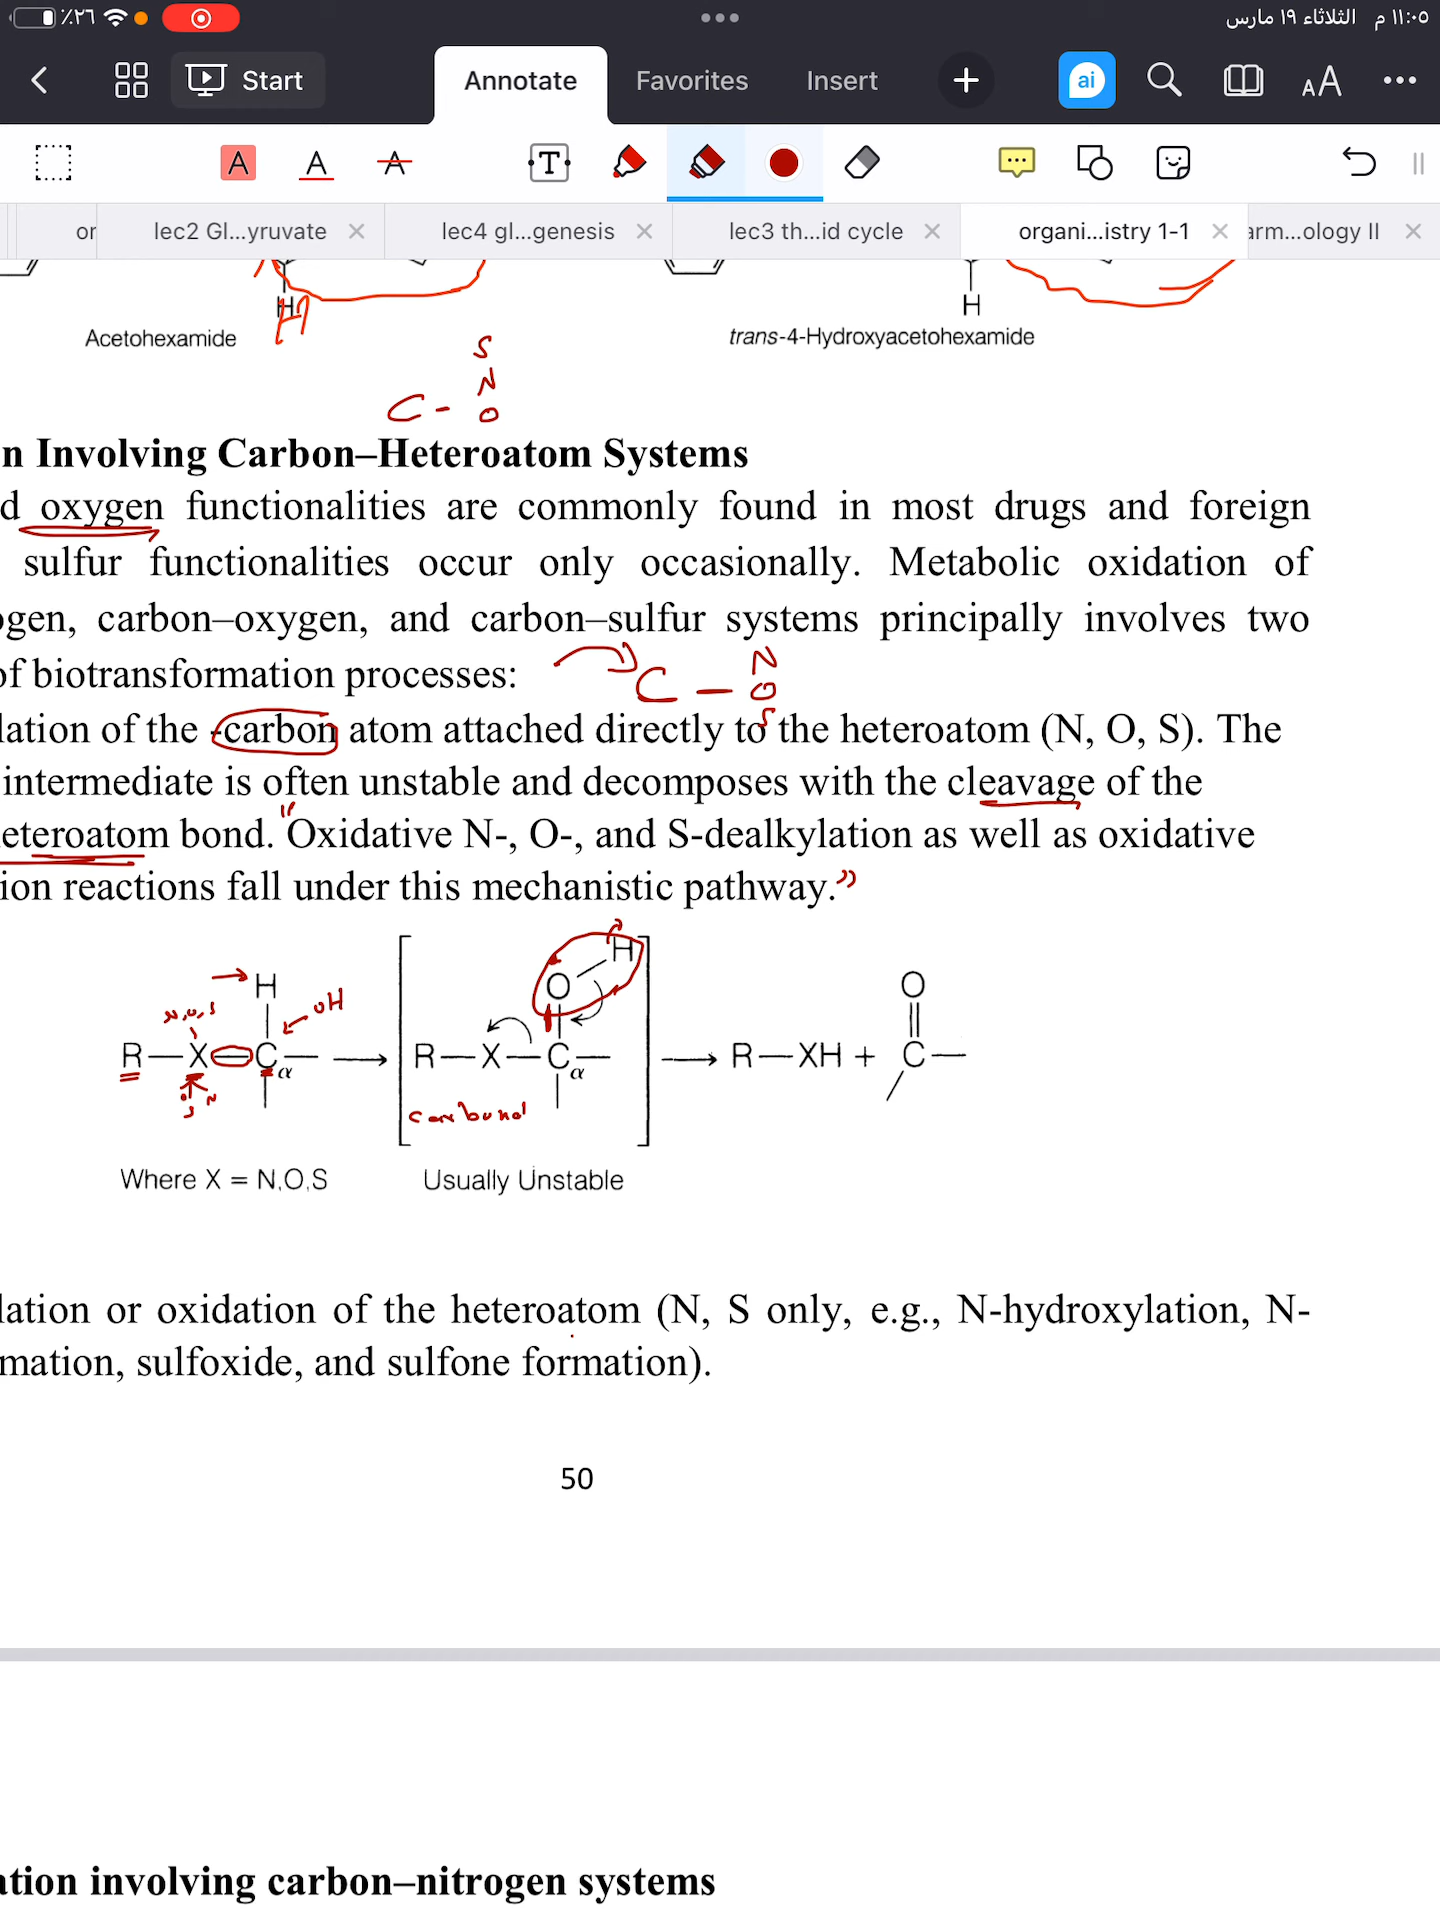 ٪٢٦
١١:٠٥ م الثلاثاء ١٩ مارس
Start
Annotate
Favorites
Insert
ai
AA
A A A T
or
lec2 Gl...yruvate
lec4 gl...genesis
lec3 th...id cycle
organi...istry 1-1
arm...ology II
H
H
Acetohexamide
trans-4-Hydroxyacetohexamide
S
N
C - O
n Involving Carbon–Heteroatom Systems
d oxygen functionalities are commonly found in most drugs and foreign
sulfur functionalities occur only occasionally. Metabolic oxidation of
ogen, carbon–oxygen, and carbon–sulfur systems principally involves two
of biotransformation processes:
C — N O S
lation of the -carbon atom attached directly to the heteroatom (N, O, S). The
intermediate is often unstable and decomposes with the cleavage of the
eteroatom bond. "Oxidative N-, O-, and S-dealkylation as well as oxidative
ion reactions fall under this mechanistic pathway."
H
OH
N,O,S
R—X—C— α
O—H
R—X—C— α
O
R—XH + C—
Where X = N,O,S
Usually Unstable
lation or oxidation of the heteroatom (N, S only, e.g., N-hydroxylation, N-
mation, sulfoxide, and sulfone formation).
50
ation involving carbon–nitrogen systems